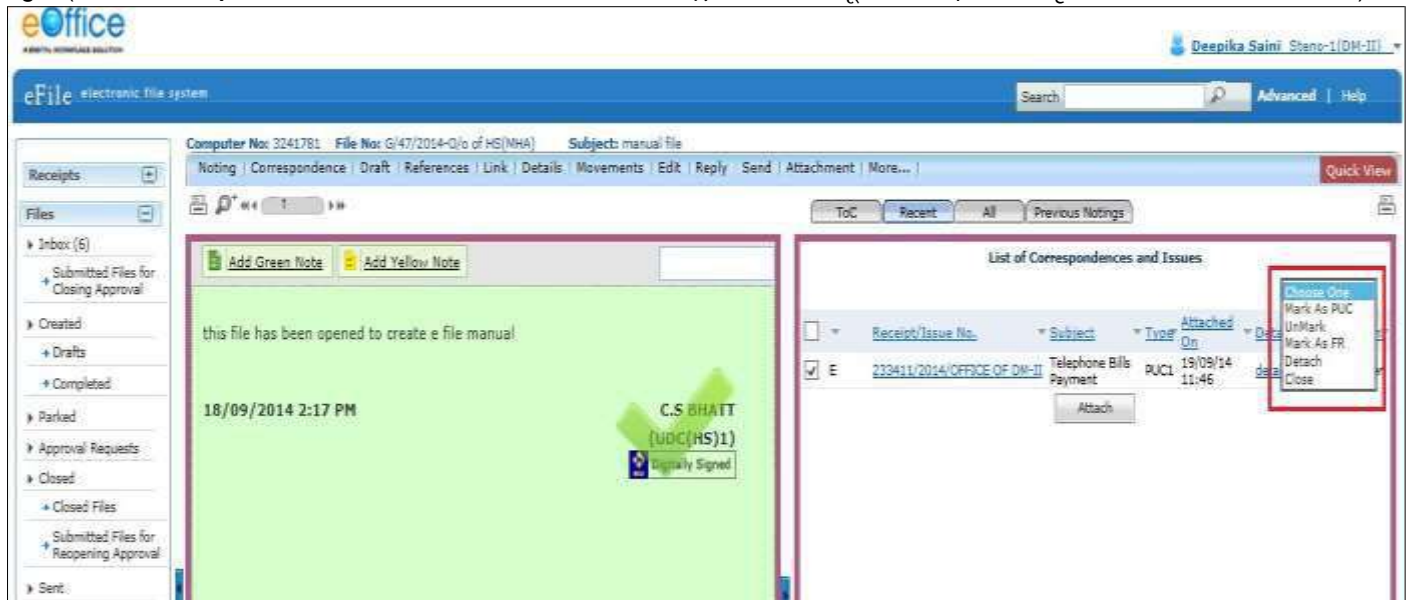 eOffice
A DIGITAL WORKPLACE SOLUTION
Deepika Saini Steno-1(DM-II)
eFile electronic file system
Search
Advanced | Help
Computer No: 3241781 File No: G/47/2014-O/o of HS(MHA) Subject: manual file
Noting | Correspondence | Draft | References | Link | Details | Movements | Edit | Reply Send | Attachment | More... |
Quick View
Receipts
Files
Inbox (6)
Submitted Files for
Closing Approval
Created
Drafts
Completed
Parked
Approval Requests
Closed
Closed Files
Submitted Files for
Reopening Approval
Sent
1
Add Green Note
Add Yellow Note
this file has been opened to create e file manual
18/09/2014 2:17 PM
C.S BHATT
(UDC(HS)1)
Digitally Signed
ToC
Recent
All
Previous Notings
List of Correspondences and Issues
Choose One
Mark As PUC
UnMark
Mark As FR
Detach
Close
Receipt/Issue No. Subject Type Attached On
E 233411/2014/OFFICE OF DM-II Telephone Bills Payment PUC1 19/09/14 11:46
Attach